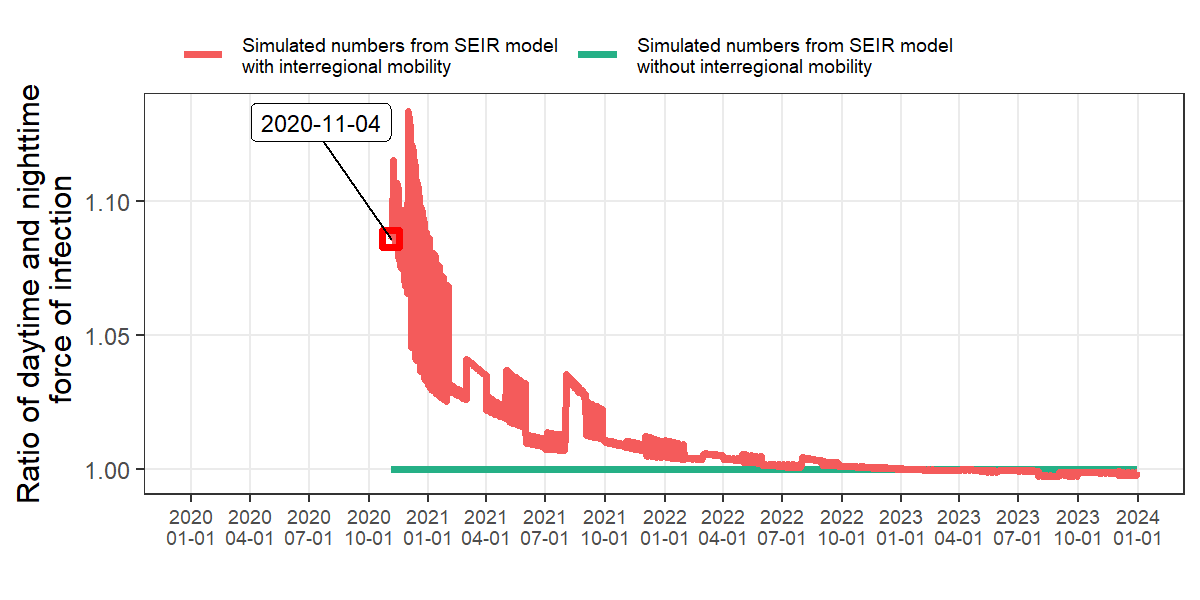 Simulated numbers from SEIR model
with interregional mobility
Simulated numbers from SEIR model
without interregional mobility
Ratio of daytime and nighttime
force of infection
2020-11-04
1.10
1.05
1.00
2020 2020 2020 2020 2021 2021 2021 2021 2022 2022 2022 2022 2023 2023 2023 2023 2024
01-01 04-01 07-01 10-01 01-01 04-01 07-01 10-01 01-01 04-01 07-01 10-01 01-01 04-01 07-01 10-01 01-01